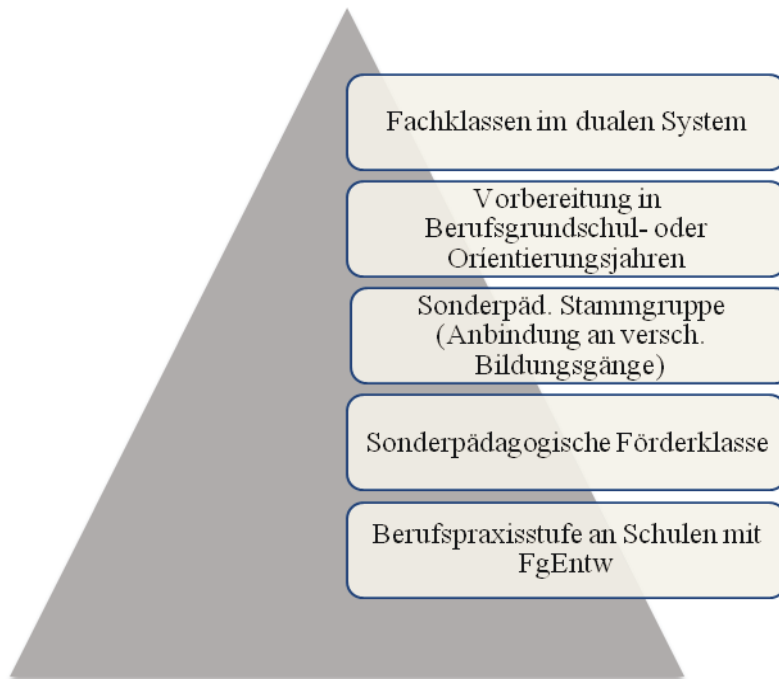 Fachklassen im dualen System
Vorbereitung in
Berufsgrundschul- oder
Orientierungsjahren
Sonderpäd. Stammgruppe
(Anbindung an versch.
Bildungsgänge)
Sonderpädagogische Förderklasse
Berufspraxisstufe an Schulen mit
FgEntw